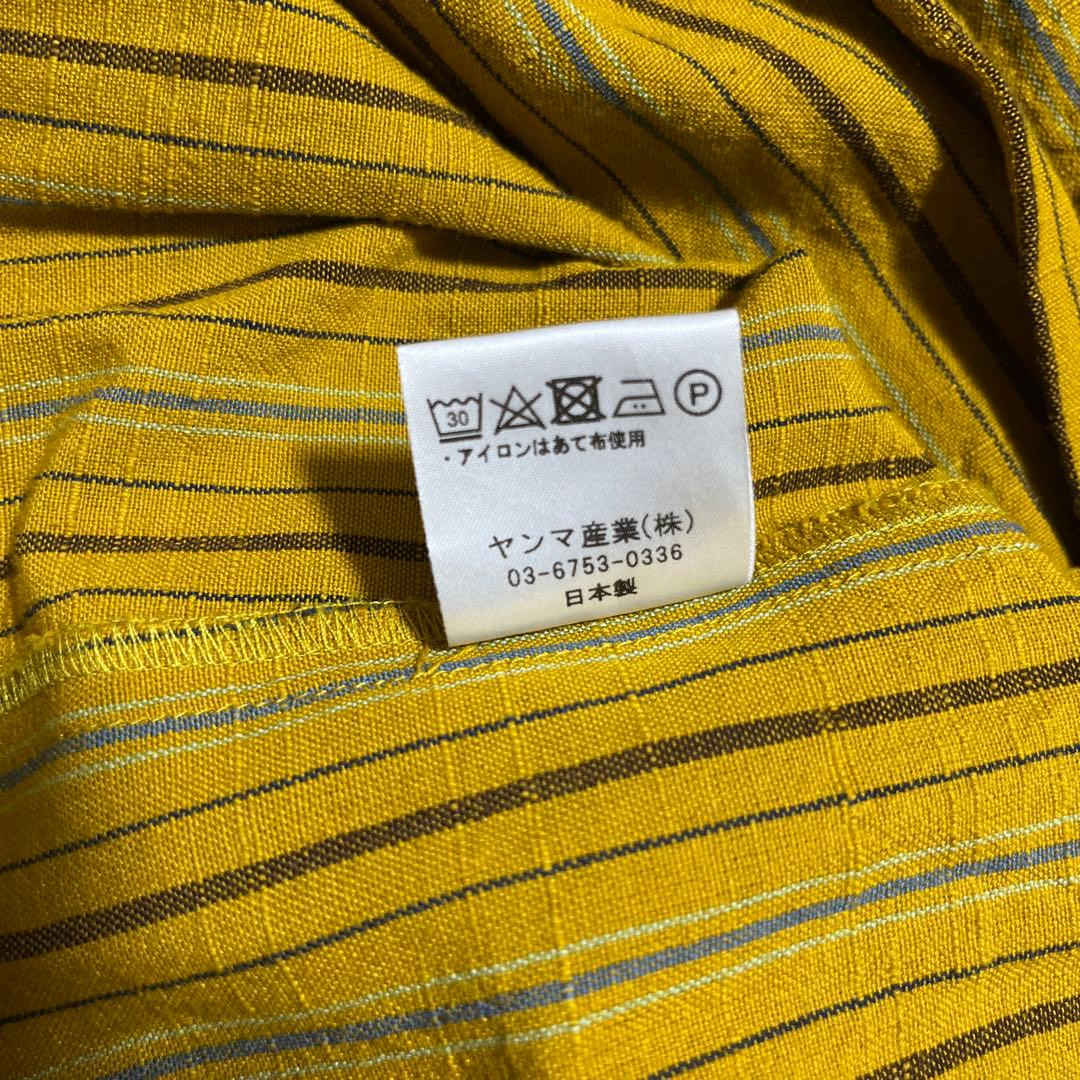 30 P
・アイロンはあて布使用
ヤンマ産業(株)
03-6753-0336
日本製